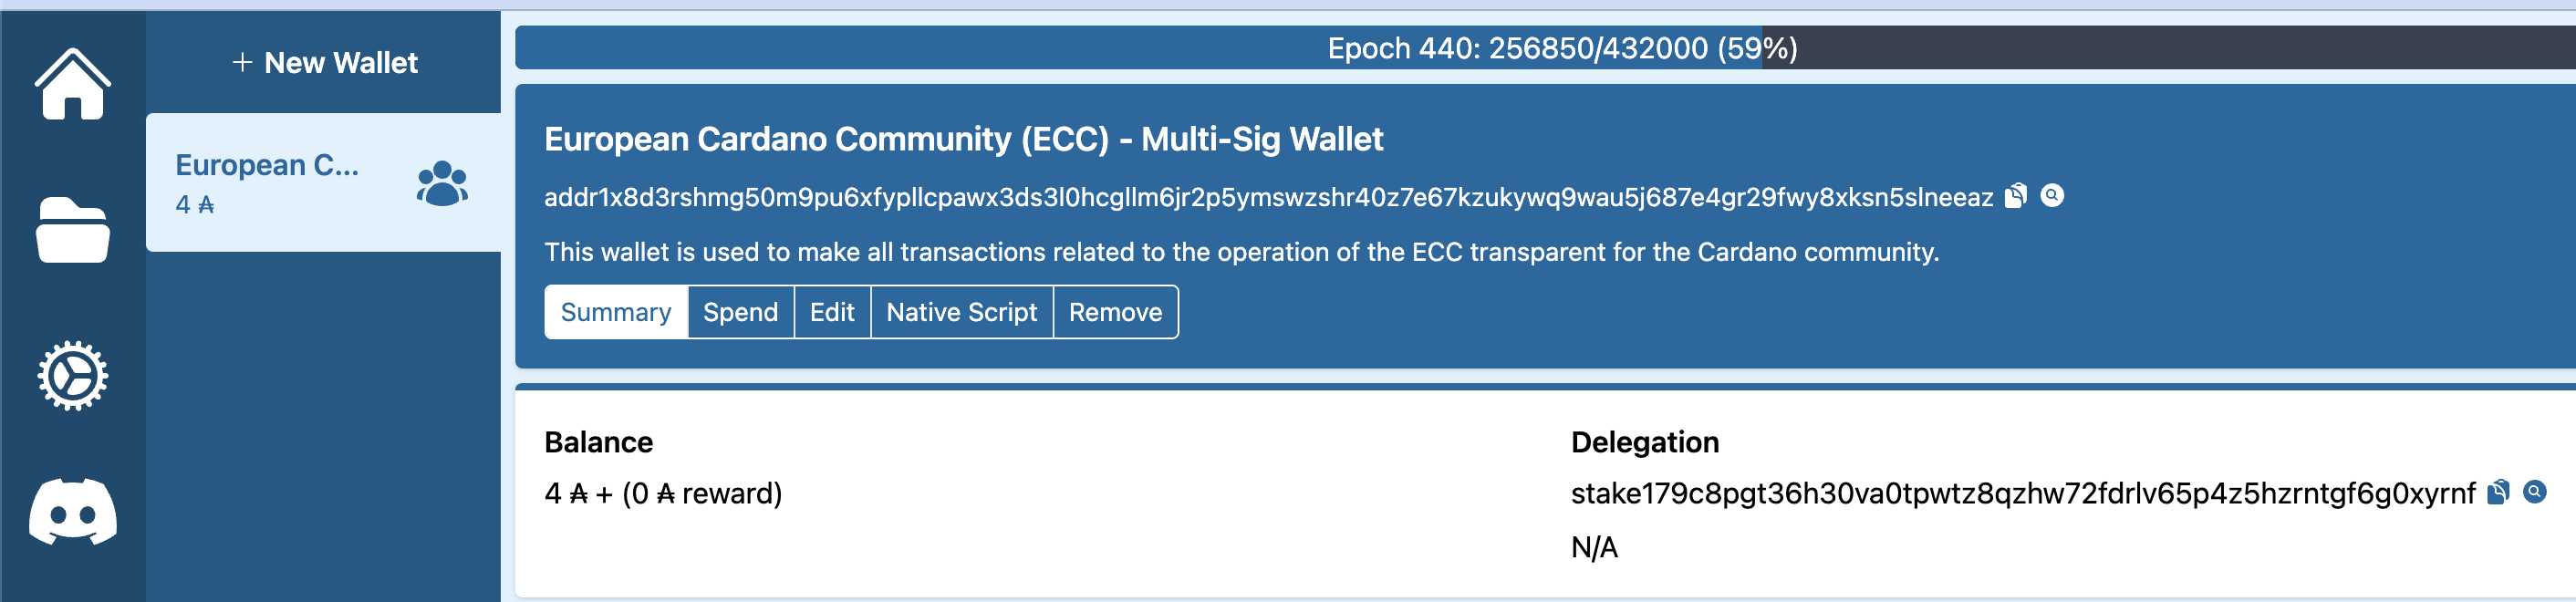 + New Wallet
European C...
4 ₳
Epoch 440: 256850/432000 (59%)
European Cardano Community (ECC) - Multi-Sig Wallet
addr1x8d3rshmg50m9pu6xfypllcpawx3ds3l0hcgllm6jr2p5ymswzshr40z7e67kzukywq9wau5j687e4gr29fwy8xksn5slneeaz
This wallet is used to make all transactions related to the operation of the ECC transparent for the Cardano community.
Summary Spend Edit Native Script Remove
Balance
4 ₳ + (0 ₳ reward)
Delegation
stake179c8pgt36h30va0tpwtz8qzhw72fdrlv65p4z5hzrntgf6g0xyrnf
N/A